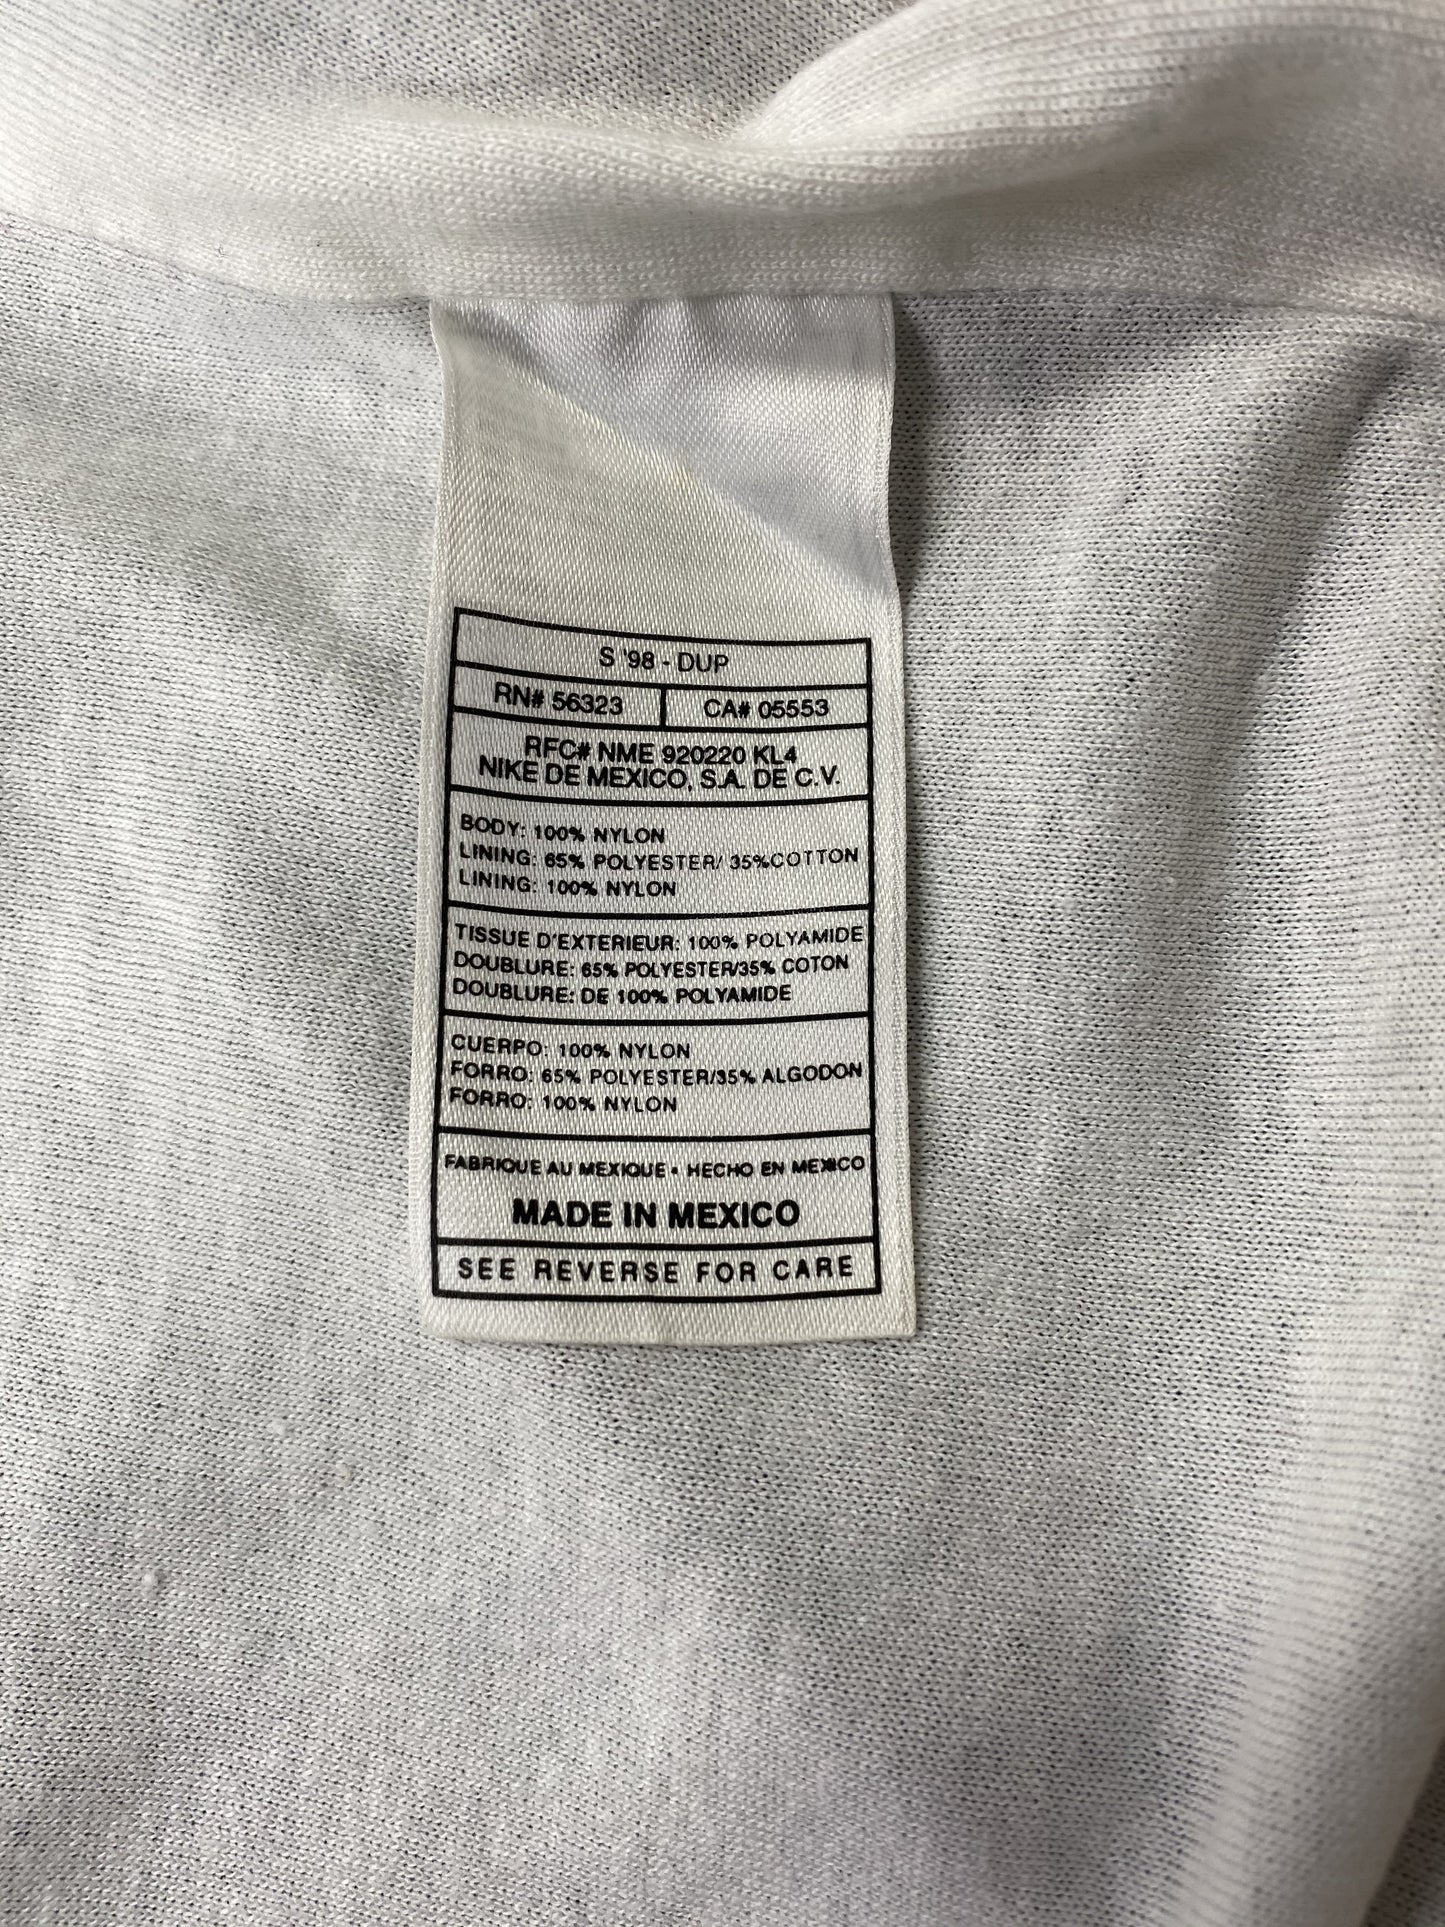 S '98 - DUP
RN# 56323 CA# 05553
RFC# NME 920220 KL4
NIKE DE MEXICO, S.A. DE C.V.
BODY: 100% NYLON
LINING: 65% POLYESTER/ 35%COTTON
LINING: 100% NYLON
TISSUE D'EXTERIEUR: 100% POLYAMIDE
DOUBLURE: 65% POLYESTER/35% COTON
DOUBLURE: DE 100% POLYAMIDE
CUERPO: 100% NYLON
FORRO: 65% POLYESTER/35% ALGODON
FORRO: 100% NYLON
FABRIQUE AU MEXIQUE • HECHO EN MEXICO
MADE IN MEXICO
SEE REVERSE FOR CARE